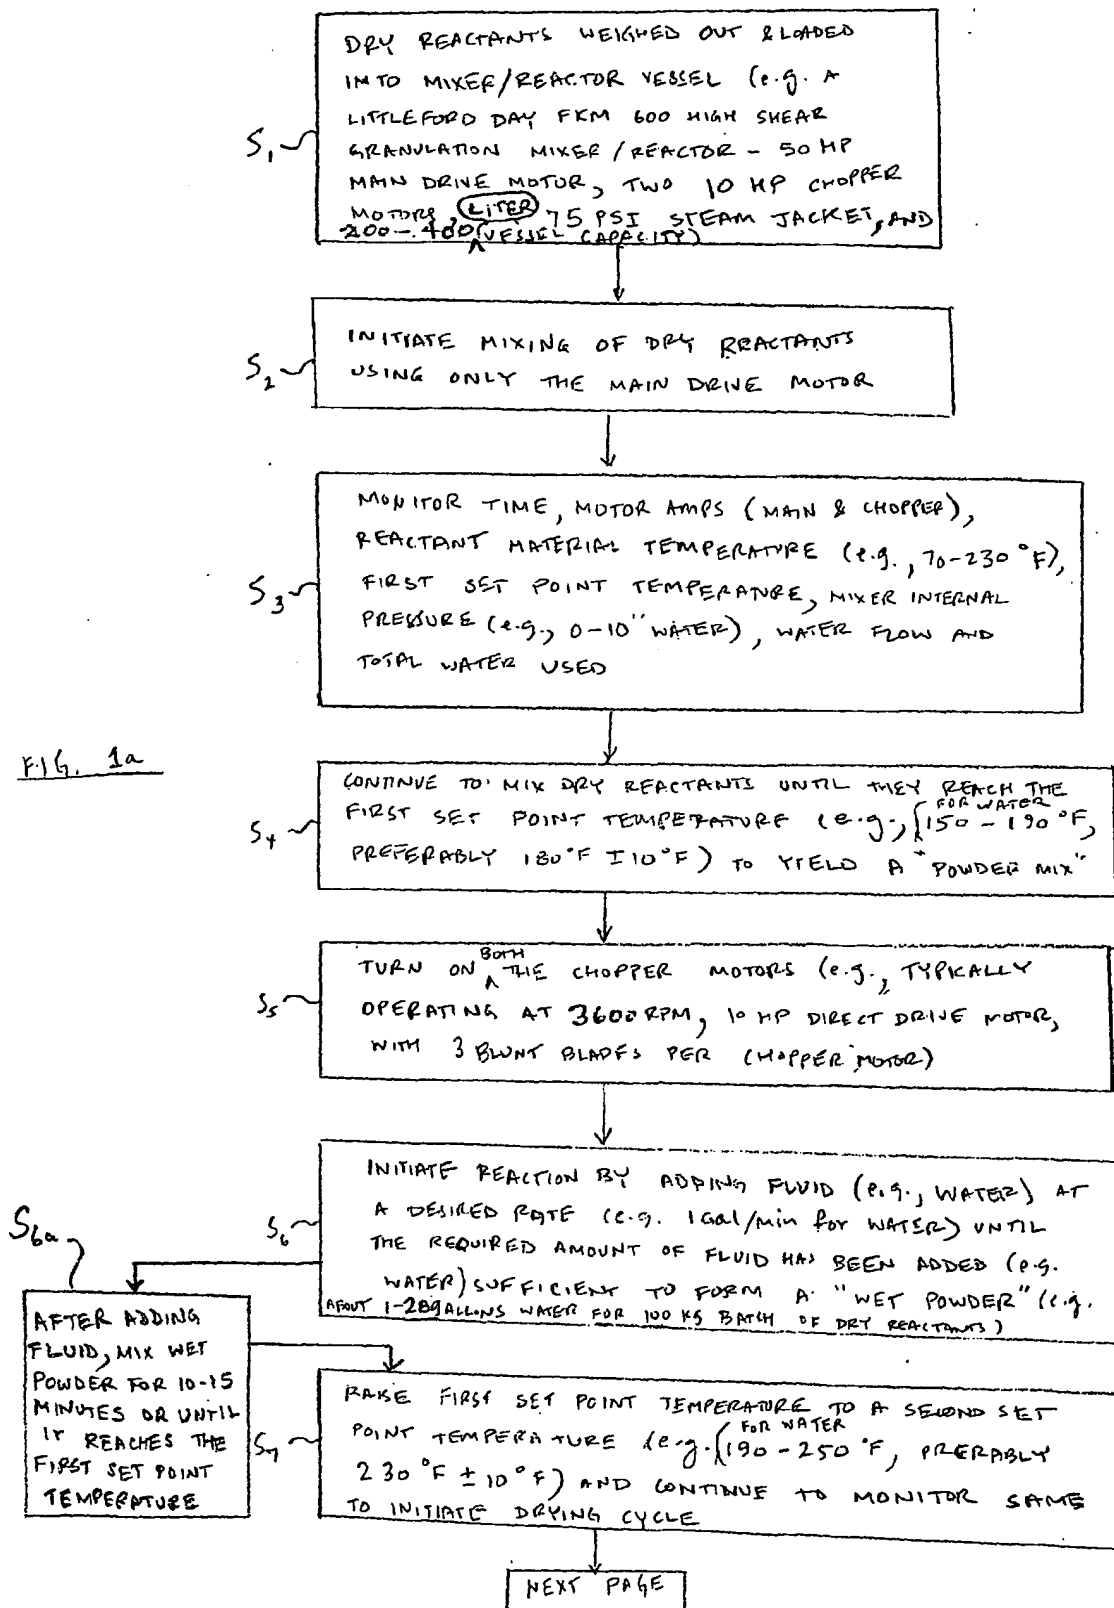 S1
DRY REACTANTS WEIGHED OUT & LOADED
INTO MIXER/REACTOR VESSEL (e.g. A
LITTLEFORD DAY FKM 600 HIGH SHEAR
GRANULATION MIXER/REACTOR - 50 HP
MAIN DRIVE MOTOR, TWO 10 HP CHOPPER
MOTORS, 75 PSI STEAM JACKET, AND
200-400 LITER VESSEL CAPACITY)
S2
INITIATE MIXING OF DRY REACTANTS
USING ONLY THE MAIN DRIVE MOTOR
S3
MONITOR TIME, MOTOR AMPS (MAIN & CHOPPER),
REACTANT MATERIAL TEMPERATURE (e.g., 70-230 °F),
FIRST SET POINT TEMPERATURE, MIXER INTERNAL
PRESSURE (e.g., 0-10" WATER), WATER FLOW AND
TOTAL WATER USED
FIG. 1a
S4
CONTINUE TO MIX DRY REACTANTS UNTIL THEY REACH THE
FIRST SET POINT TEMPERATURE (e.g., FOR WATER 150-190 °F,
PREFERABLY 180°F ±10°F) TO YIELD A "POWDER MIX"
S5
TURN ON BOTH THE CHOPPER MOTORS (e.g., TYPICALLY
OPERATING AT 3600 RPM, 10 HP DIRECT DRIVE MOTOR,
WITH 3 BLUNT BLADES PER CHOPPER MOTOR)
S6
INITIATE REACTION BY ADDING FLUID (e.g., WATER) AT
A DESIRED RATE (e.g. 1 Gal/min for WATER) UNTIL
THE REQUIRED AMOUNT OF FLUID HAS BEEN ADDED (e.g.
WATER) SUFFICIENT TO FORM A "WET POWDER" (e.g.
ABOUT 1-28 GALLONS WATER FOR 100 KG BATCH OF DRY REACTANTS)
S6a
AFTER ADDING
FLUID, MIX WET
POWDER FOR 10-15
MINUTES OR UNTIL
IT REACHES THE
FIRST SET POINT
TEMPERATURE
S7
RAISE FIRST SET POINT TEMPERATURE TO A SECOND SET
POINT TEMPERATURE (e.g. FOR WATER 190-250 °F, PRERABLY
230°F ±10°F) AND CONTINUE TO MONITOR SAME
TO INITIATE DRYING CYCLE
NEXT PAGE